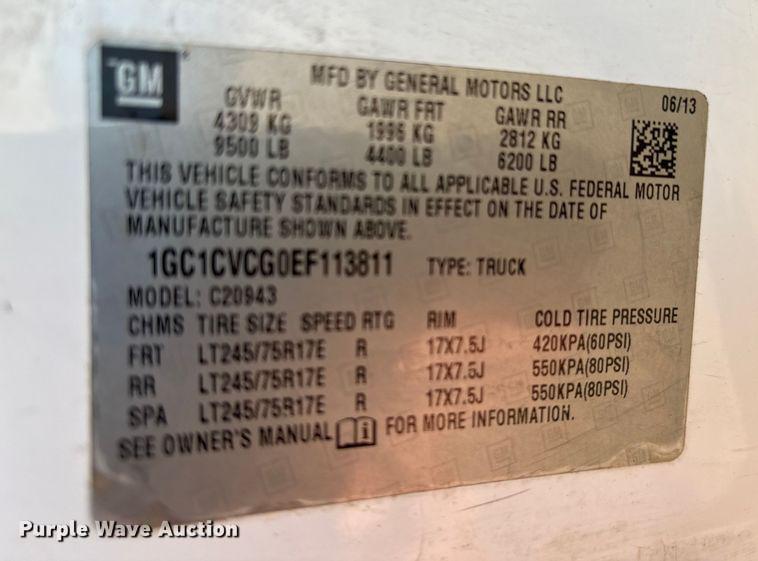 GM
MFD BY GENERAL MOTORS LLC 06/13
GVWR GAWR FRT GAWR RR
4309 KG 1996 KG 2812 KG
9500 LB 4400 LB 6200 LB
THIS VEHICLE CONFORMS TO ALL APPLICABLE U.S. FEDERAL MOTOR
VEHICLE SAFETY STANDARDS IN EFFECT ON THE DATE OF
MANUFACTURE SHOWN ABOVE.
1GC1CVCG0EF113811 TYPE: TRUCK
MODEL: C20943
CHMS TIRE SIZE SPEED RTG RIM COLD TIRE PRESSURE
FRT LT245/75R17E R 17X7.5J 420KPA(60PSI)
RR LT245/75R17E R 17X7.5J 550KPA(80PSI)
SPA LT245/75R17E R 17X7.5J 550KPA(80PSI)
SEE OWNER'S MANUAL i FOR MORE INFORMATION.
Purple Wave Auction